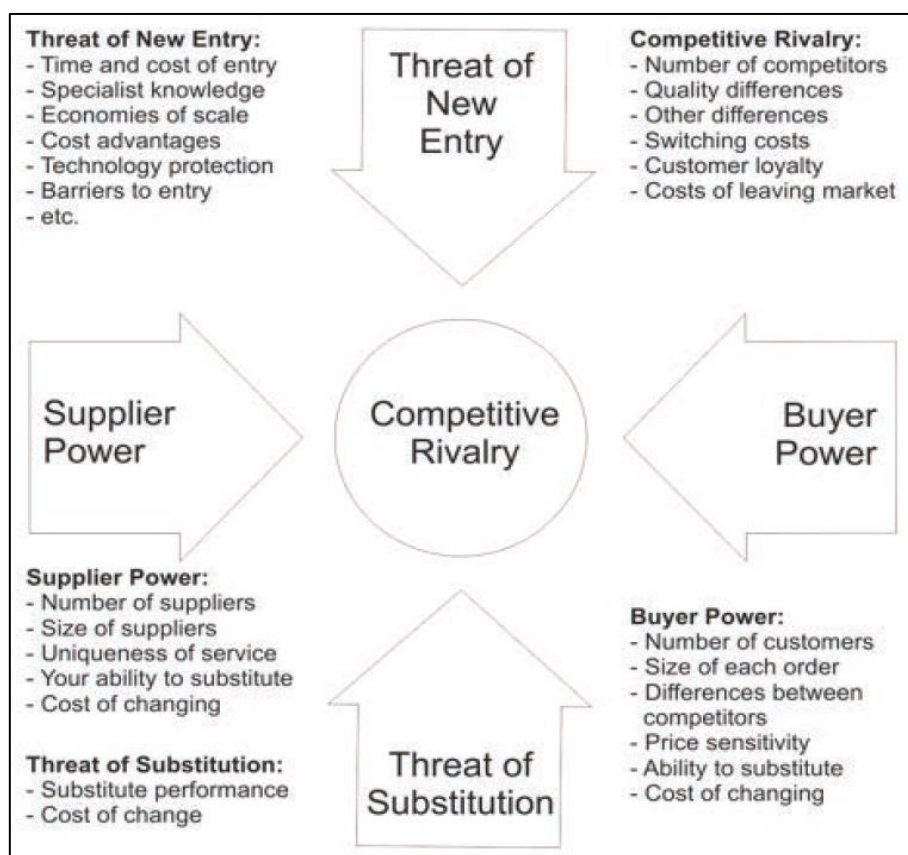 Threat of New Entry:
- Time and cost of entry
- Specialist knowledge
- Economies of scale
- Cost advantages
- Technology protection
- Barriers to entry
- etc.
Threat of
New
Entry
Competitive Rivalry:
- Number of competitors
- Quality differences
- Other differences
- Switching costs
- Customer loyalty
- Costs of leaving market
Supplier
Power
Competitive
Rivalry
Buyer
Power
Supplier Power:
- Number of suppliers
- Size of suppliers
- Uniqueness of service
- Your ability to substitute
- Cost of changing
Threat of Substitution:
- Substitute performance
- Cost of change
Threat of
Substitution
Buyer Power:
- Number of customers
- Size of each order
- Differences between
competitors
- Price sensitivity
- Ability to substitute
- Cost of changing